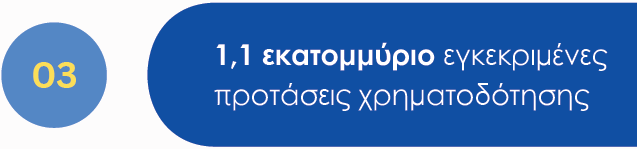 03
1,1 εκατομμύριο εγκεκριμένες
προτάσεις χρηματοδότησης